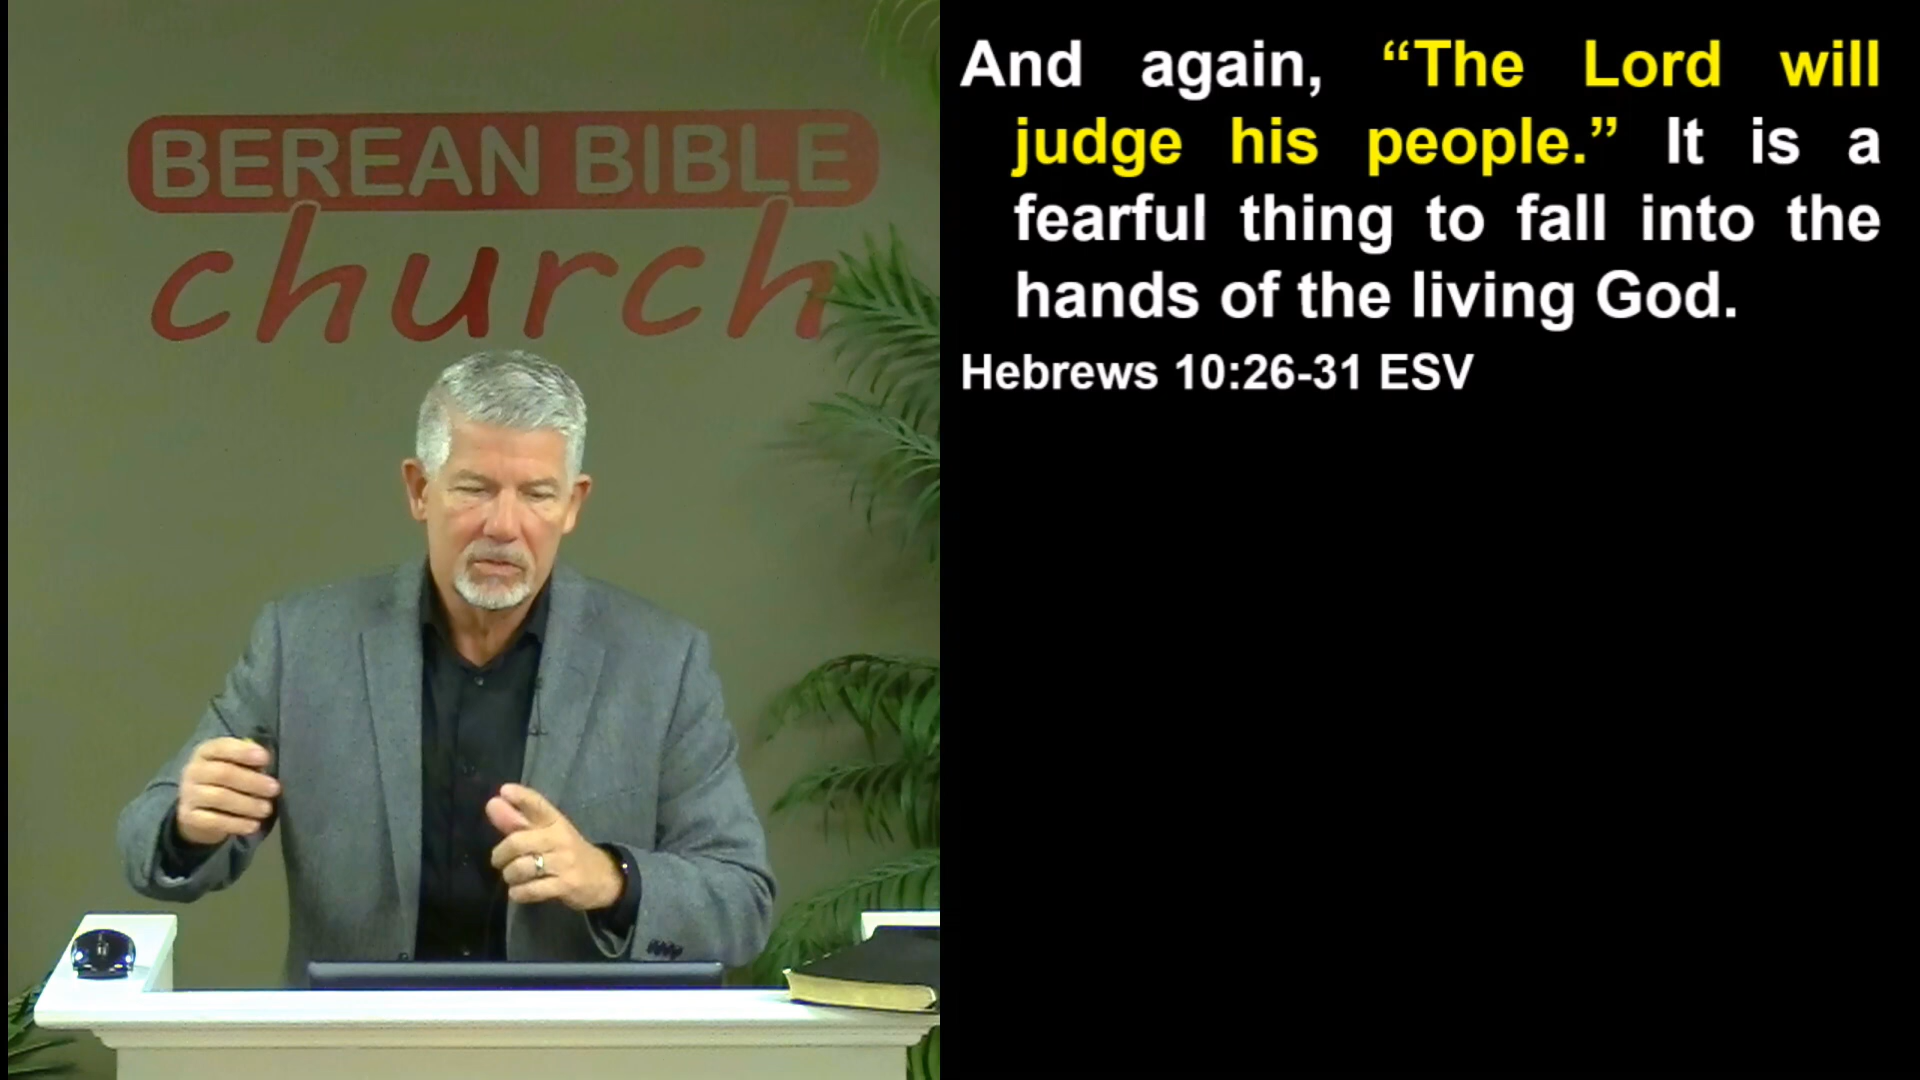 BEREAN BIBLE
church
And again, “The Lord will
judge his people.” It is a
fearful thing to fall into the
hands of the living God.
Hebrews 10:26-31 ESV